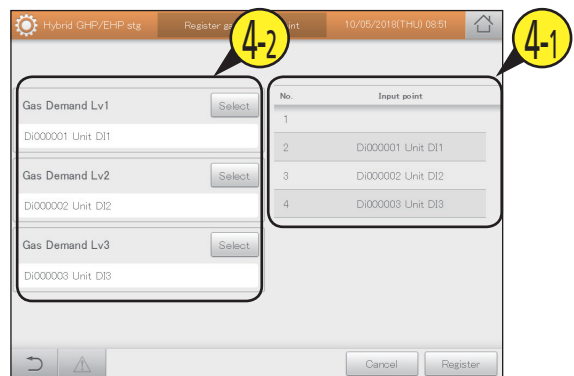 Hybrid GHP/EHP stg
Register ga
int
10/05/2018(THU) 08:51
4-2
4-1
Gas Demand Lv1
Select
Di000001 Unit DI1
Gas Demand Lv2
Select
Di000002 Unit DI2
Gas Demand Lv3
Select
Di000003 Unit DI3
No. Input point
1
2 Di000001 Unit DI1
3 Di000002 Unit DI2
4 Di000003 Unit DI3
Cancel
Register